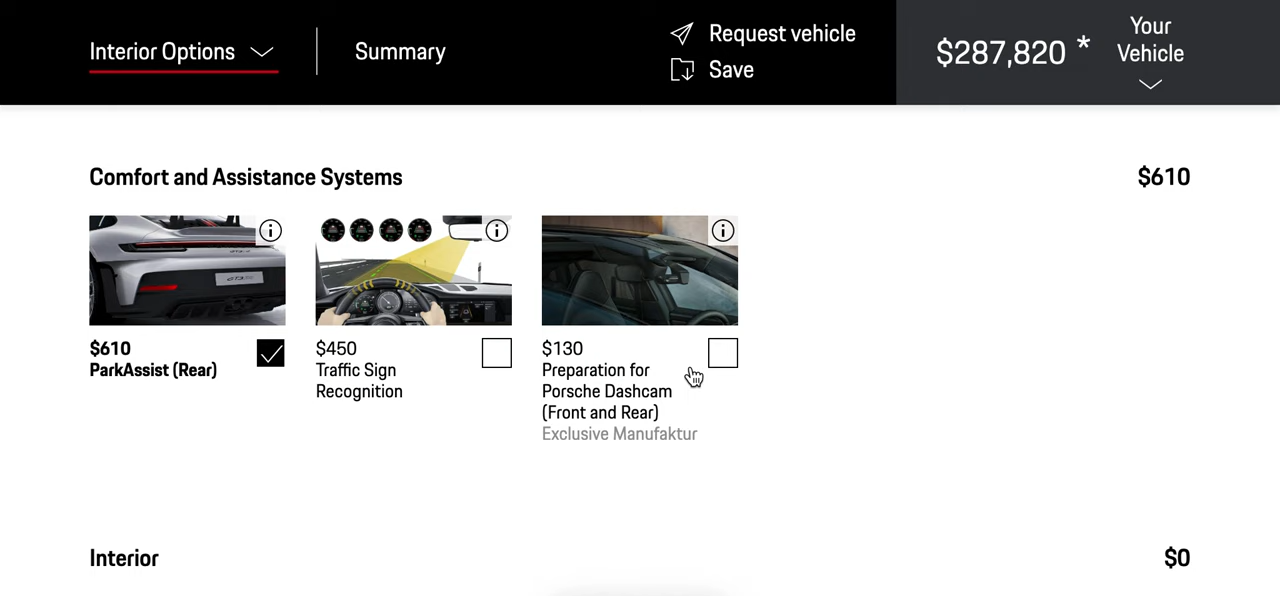 Interior Options
Summary
Request vehicle
Save
$287,820 *
Your
Vehicle
Comfort and Assistance Systems
$610
$610
ParkAssist (Rear)
$450
Traffic Sign
Recognition
$130
Preparation for
Porsche Dashcam
(Front and Rear)
Exclusive Manufaktur
Interior
$0